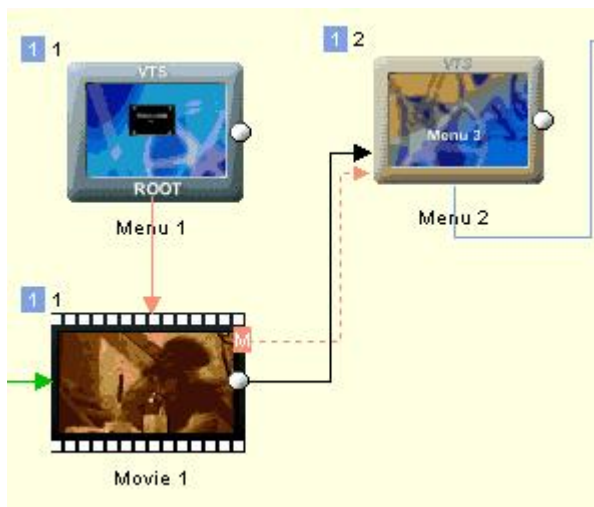 1 1
VTS
ROOT
Menu 1
1 2
VTS
Menu 3
Menu 2
1 1
M
Movie 1